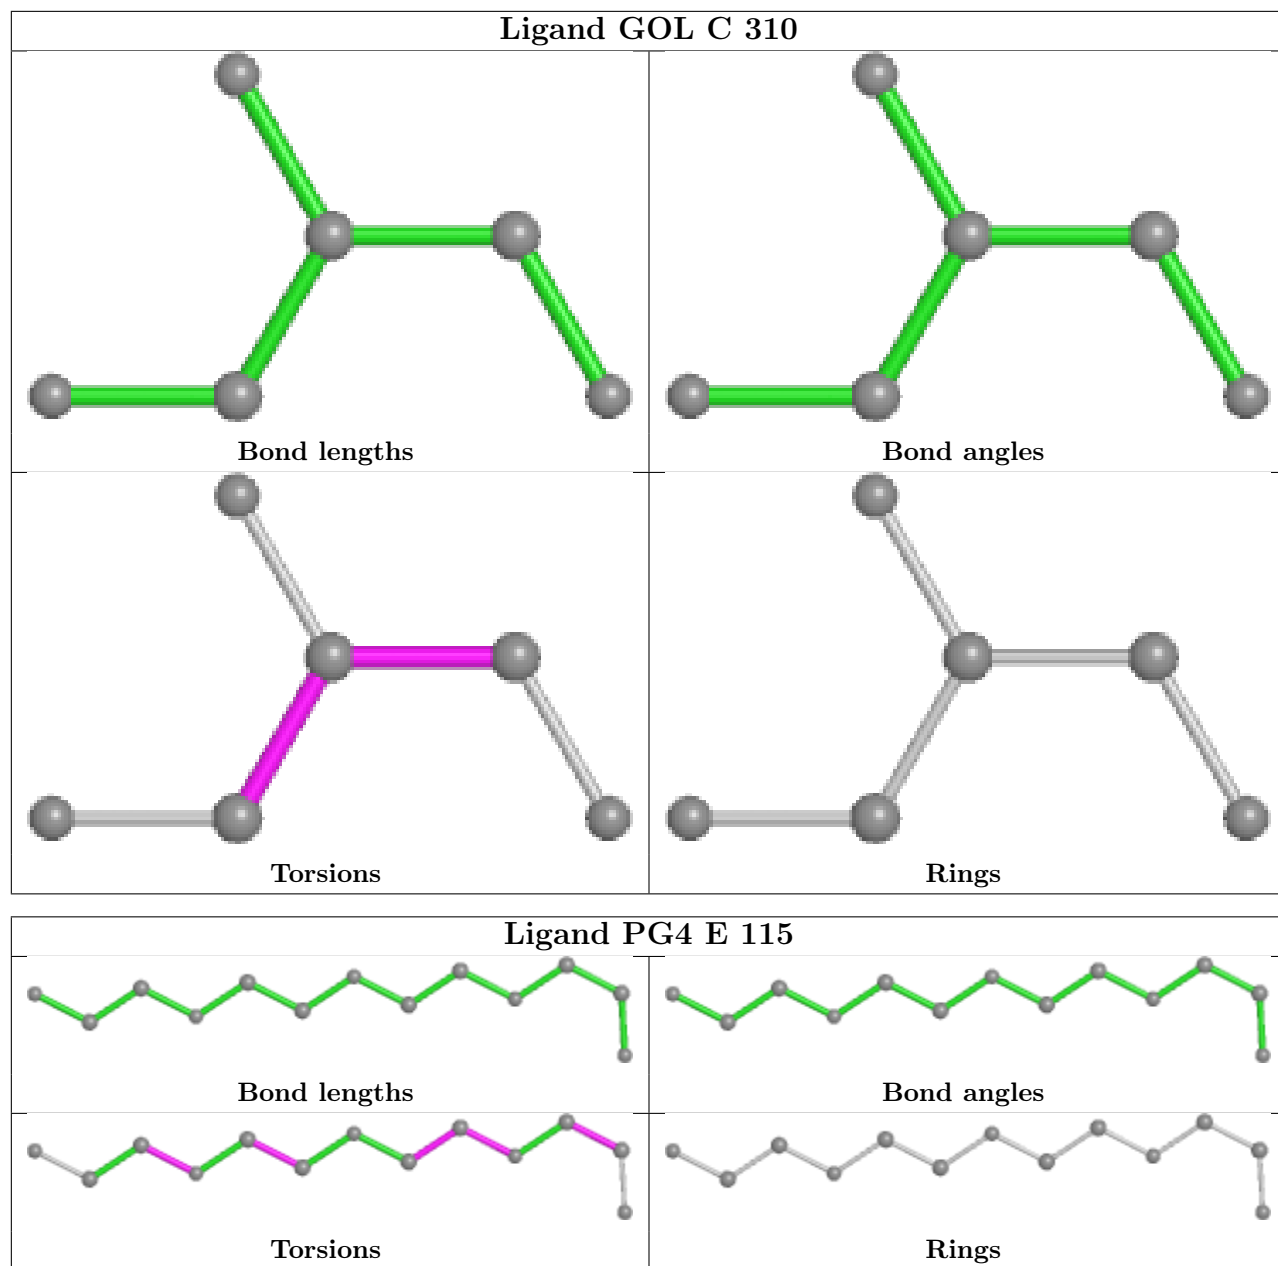 Ligand GOL C 310
Bond lengths
Bond angles
Torsions
Rings
Ligand PG4 E 115
Bond lengths
Bond angles
Torsions
Rings